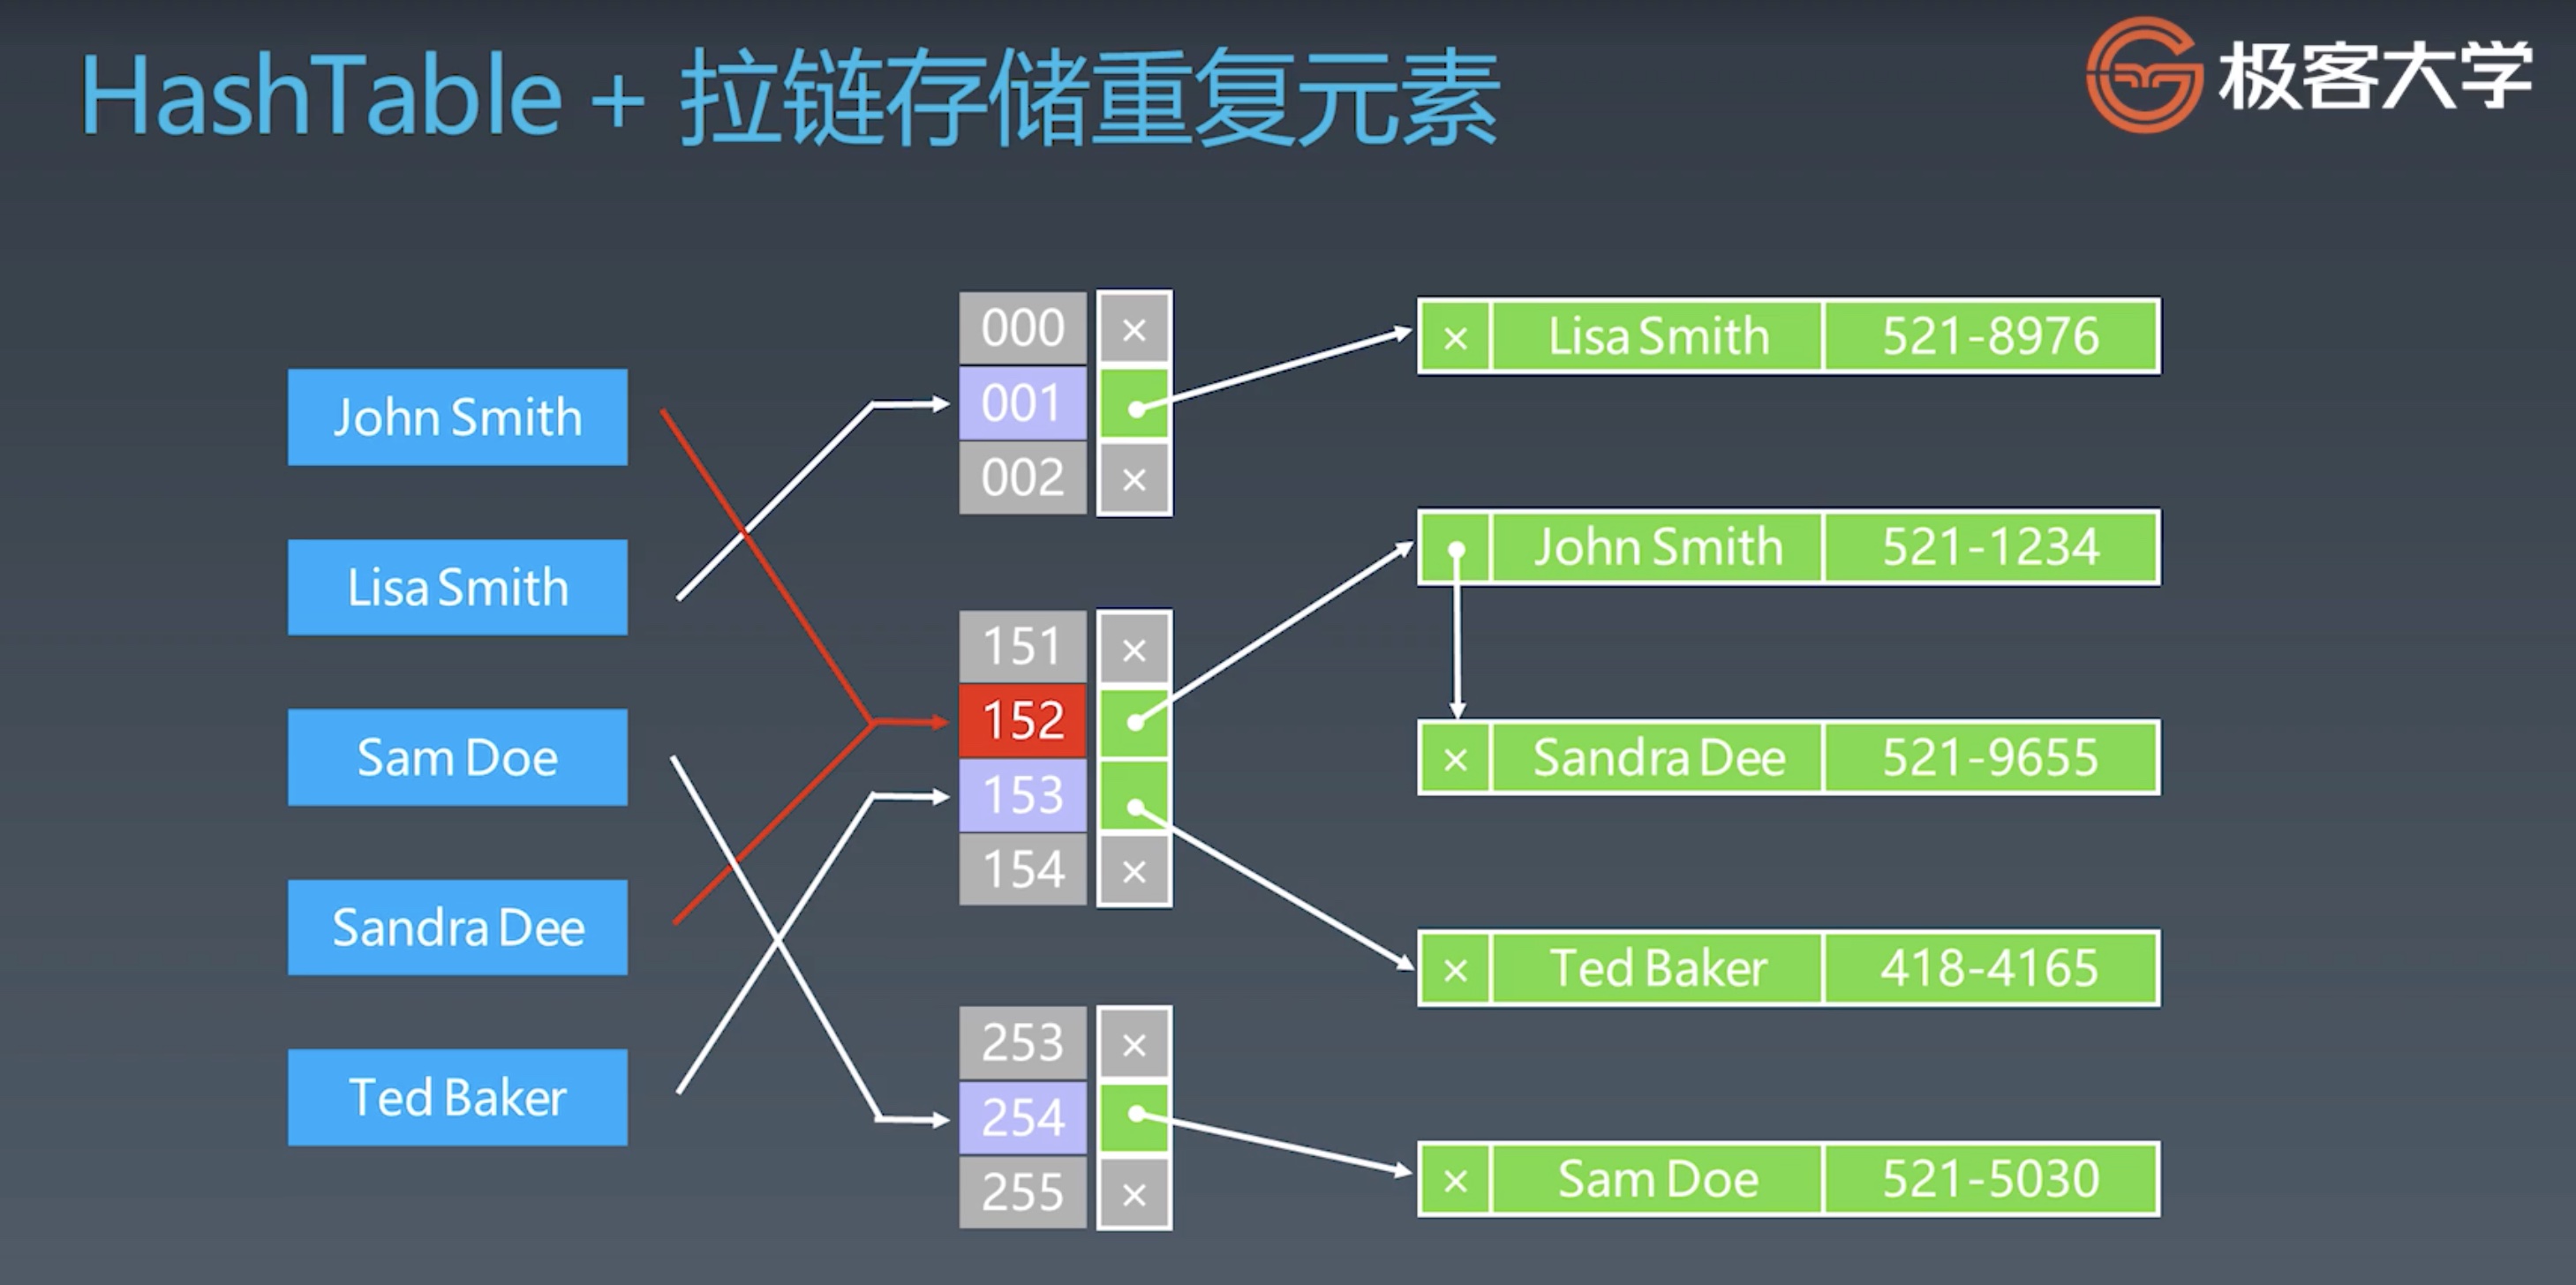 HashTable + 拉链存储重复元素
极客大学
John Smith
Lisa Smith
Sam Doe
Sandra Dee
Ted Baker
000 ×
001
002 ×
151 ×
152
153
154 ×
253 ×
254
255 ×
× Lisa Smith 521-8976
John Smith 521-1234
× Sandra Dee 521-9655
× Ted Baker 418-4165
× Sam Doe 521-5030